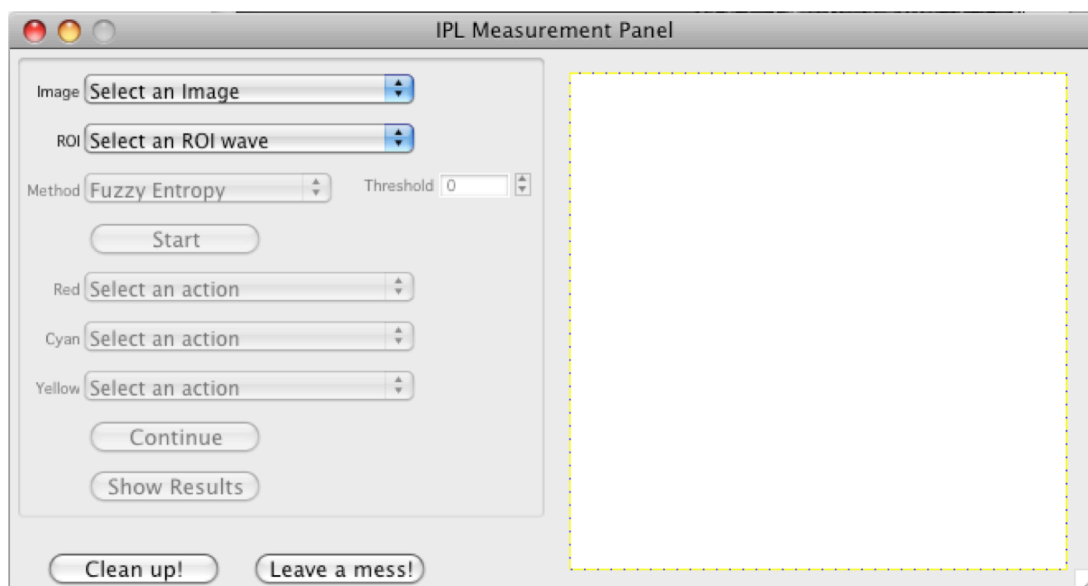 IPL Measurement Panel
Image Select an Image
ROI Select an ROI wave
Method Fuzzy Entropy Threshold 0
Start
Red Select an action
Cyan Select an action
Yellow Select an action
Continue
Show Results
Clean up! Leave a mess!